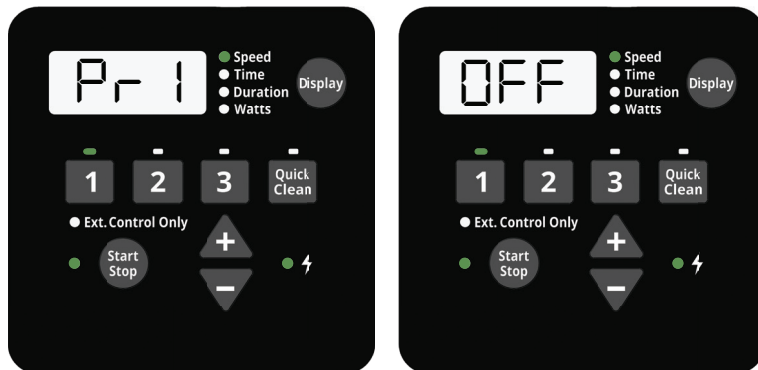 Pr 1
Speed
Time
Duration
Watts
Display
1
2
3
Quick
Clean
Ext. Control Only
+
Start
Stop
−
OFF
Speed
Time
Duration
Watts
Display
1
2
3
Quick
Clean
Ext. Control Only
+
Start
Stop
−